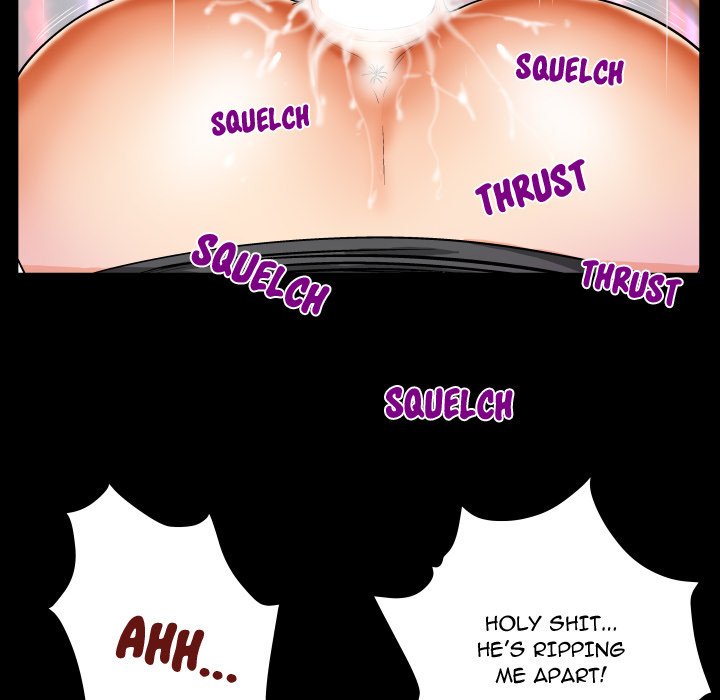 SQUELCH
SQUELCH
THRUST
SQUELCH
THRUST
SQUELCH
AHH...
HOLY SHIT...
HE'S RIPPING
ME APART!